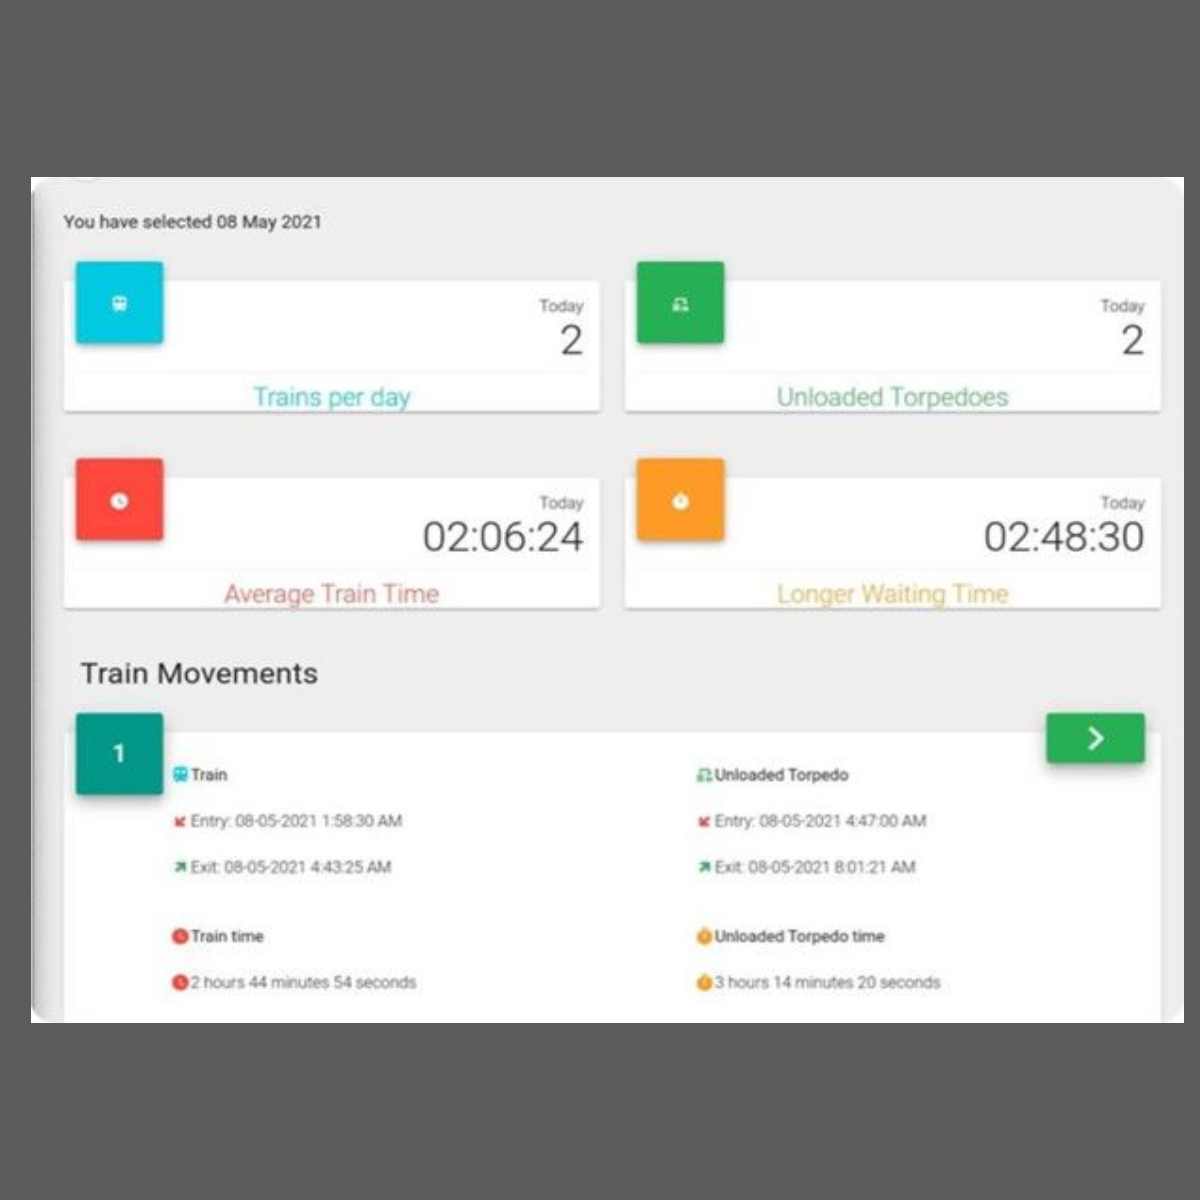 You have selected 08 May 2021
Today
2
Trains per day
Today
2
Unloaded Torpedoes
Today
02:06:24
Average Train Time
Today
02:48:30
Longer Waiting Time
Train Movements
1
Train
Entry: 08-05-2021 1:58:30 AM
Exit: 08-05-2021 4:43:25 AM
Train time
2 hours 44 minutes 54 seconds
Unloaded Torpedo
Entry: 08-05-2021 4:47:00 AM
Exit: 08-05-2021 8:01:21 AM
Unloaded Torpedo time
3 hour 14 minutes 20 seconds